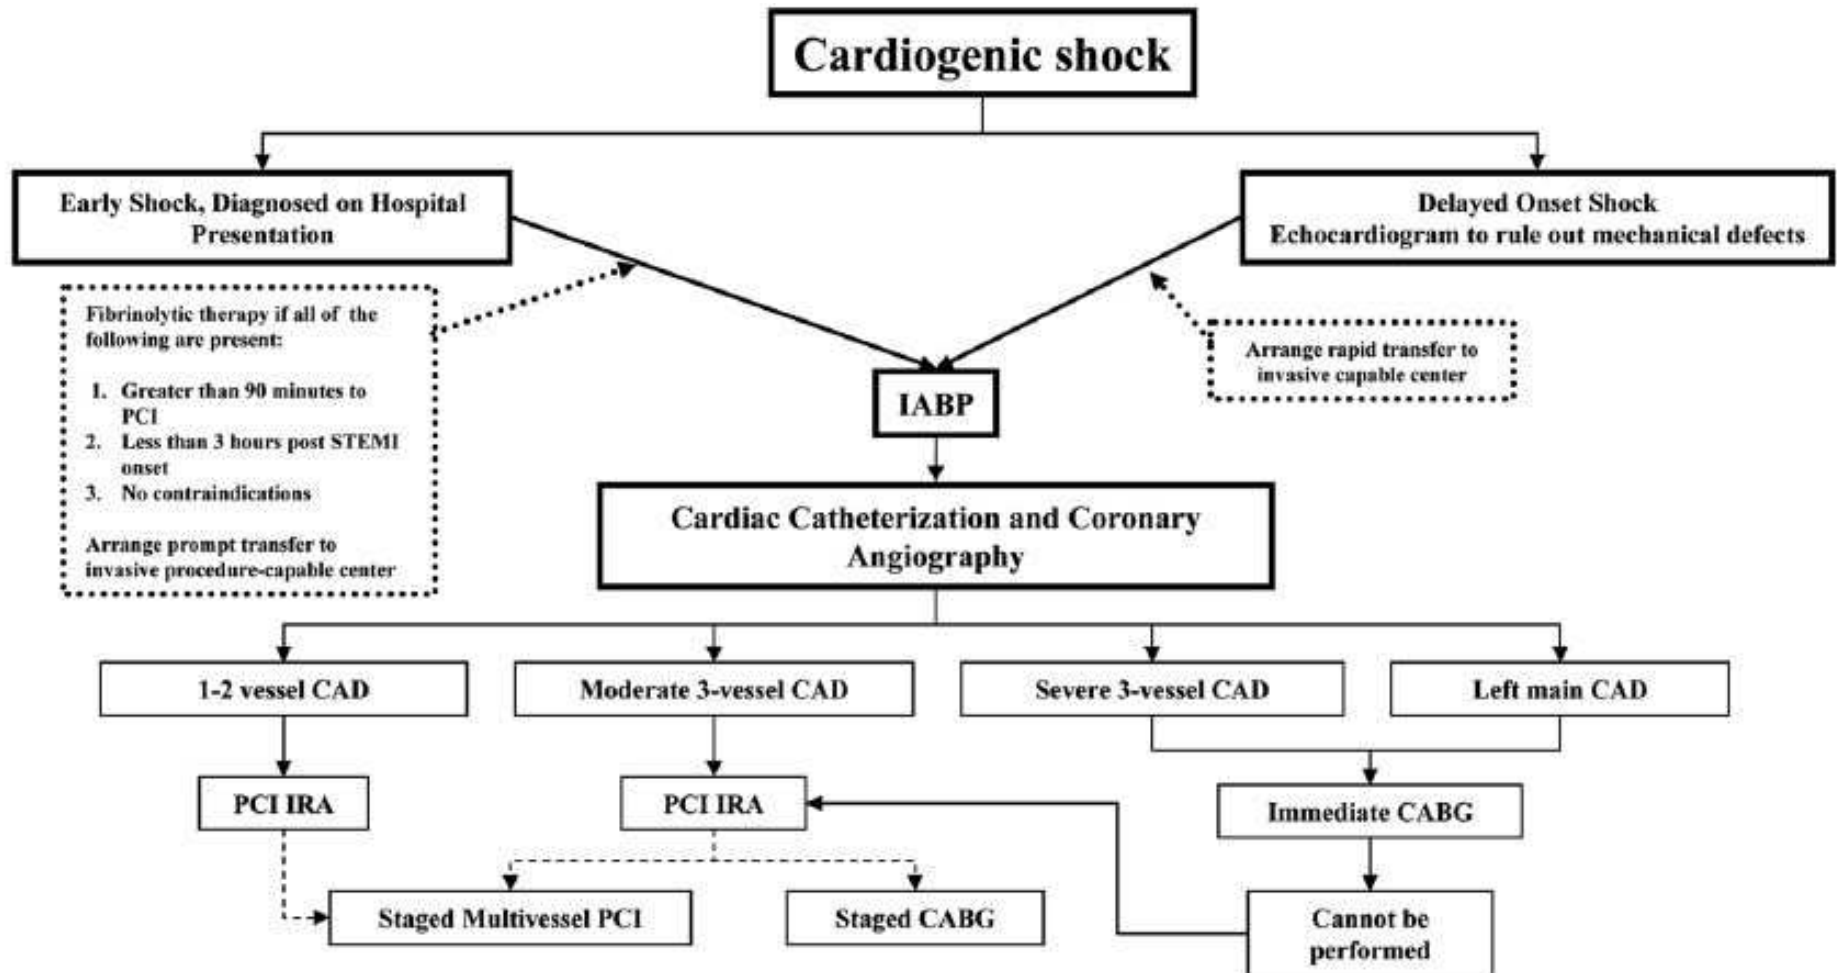 Cardiogenic shock
Early Shock, Diagnosed on Hospital
Presentation
Delayed Onset Shock
Echocardiogram to rule out mechanical defects
Fibrinolytic therapy if all of the
following are present:
1. Greater than 90 minutes to
PCI
2. Less than 3 hours post STEMI
onset
3. No contraindications
Arrange prompt transfer to
invasive procedure-capable center
Arrange rapid transfer to
invasive capable center
IABP
Cardiac Catheterization and Coronary
Angiography
1-2 vessel CAD
Moderate 3-vessel CAD
Severe 3-vessel CAD
Left main CAD
PCI IRA
PCI IRA
Immediate CABG
Staged Multivessel PCI
Staged CABG
Cannot be
performed